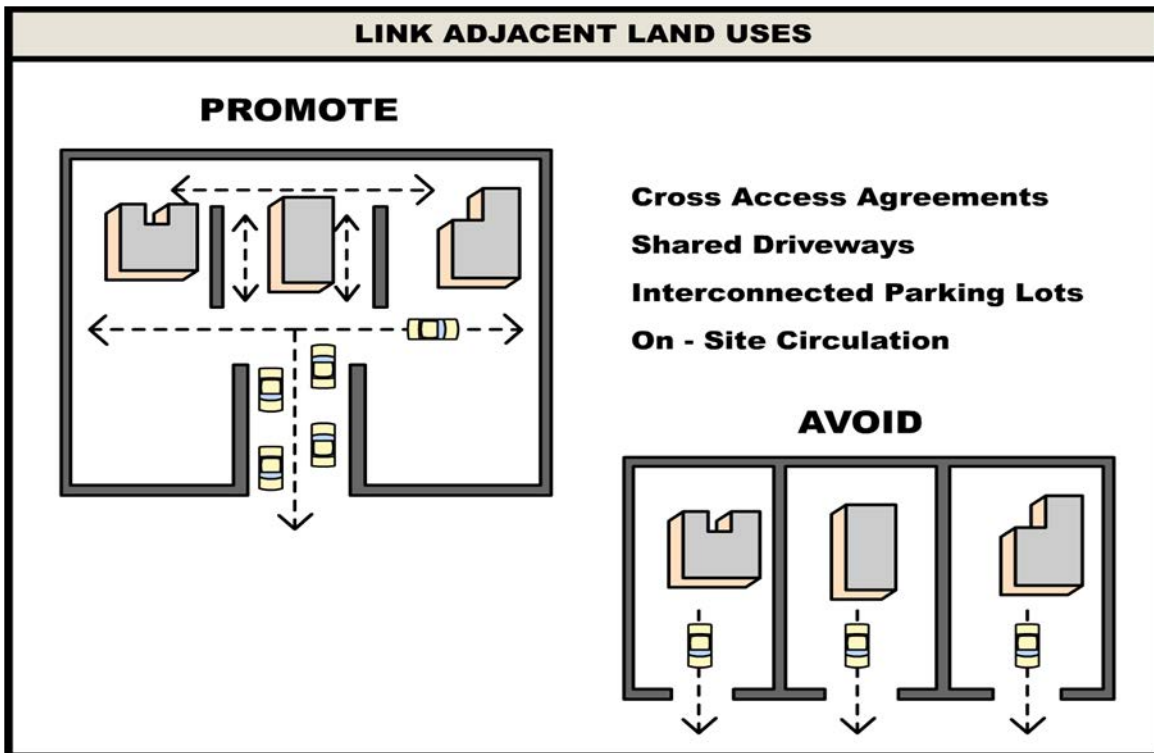 LINK ADJACENT LAND USES
PROMOTE
Cross Access Agreements
Shared Driveways
Interconnected Parking Lots
On - Site Circulation
AVOID